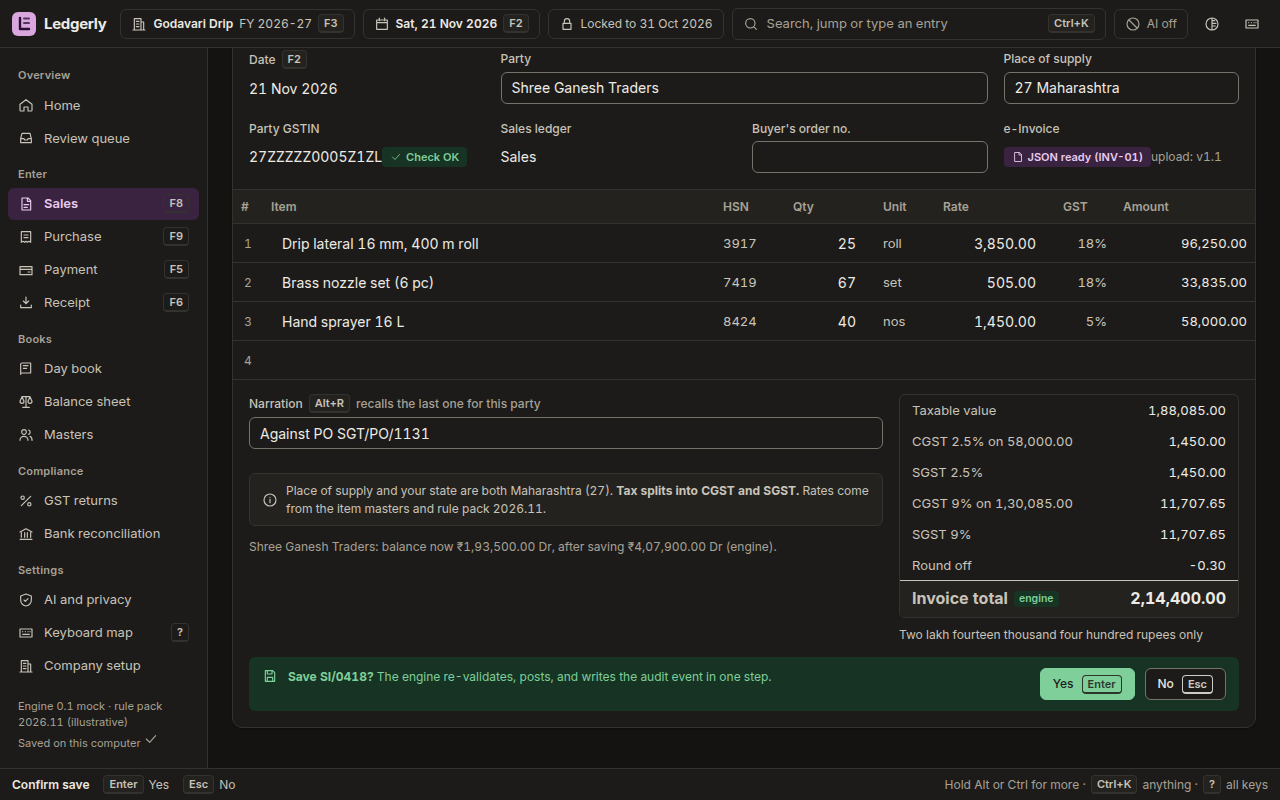 Ledgerly
Godavari Drip FY 2026-27 F3
Sat, 21 Nov 2026 F2
Locked to 31 Oct 2026
Search, jump or type an entry Ctrl+K
AI off
Overview
Home
Review queue
Enter
Sales F8
Purchase F9
Payment F5
Receipt F6
Books
Day book
Balance sheet
Masters
Compliance
GST returns
Bank reconciliation
Settings
AI and privacy
Keyboard map ?
Company setup
Engine 0.1 mock · rule pack
2026.11 (illustrative)
Saved on this computer
Date F2
21 Nov 2026
Party
Shree Ganesh Traders
Place of supply
27 Maharashtra
Party GSTIN
27ZZZZZ0005Z1ZL Check OK
Sales ledger
Sales
Buyer's order no.
e-Invoice
JSON ready (INV-01) upload: v1.1
# Item HSN Qty Unit Rate GST Amount
1 Drip lateral 16 mm, 400 m roll 3917 25 roll 3,850.00 18% 96,250.00
2 Brass nozzle set (6 pc) 7419 67 set 505.00 18% 33,835.00
3 Hand sprayer 16 L 8424 40 nos 1,450.00 5% 58,000.00
4
Narration Alt+R recalls the last one for this party
Against PO SGT/PO/1131
Place of supply and your state are both Maharashtra (27). Tax splits into CGST and SGST. Rates come
from the item masters and rule pack 2026.11.
Shree Ganesh Traders: balance now ₹1,93,500.00 Dr, after saving ₹4,07,900.00 Dr (engine).
Taxable value 1,88,085.00
CGST 2.5% on 58,000.00 1,450.00
SGST 2.5% 1,450.00
CGST 9% on 1,30,085.00 11,707.65
SGST 9% 11,707.65
Round off -0.30
Invoice total engine 2,14,400.00
Two lakh fourteen thousand four hundred rupees only
Save SI/0418? The engine re-validates, posts, and writes the audit event in one step.
Yes Enter
No Esc
Confirm save Enter Yes Esc No
Hold Alt or Ctrl for more · Ctrl+K anything · ? all keys